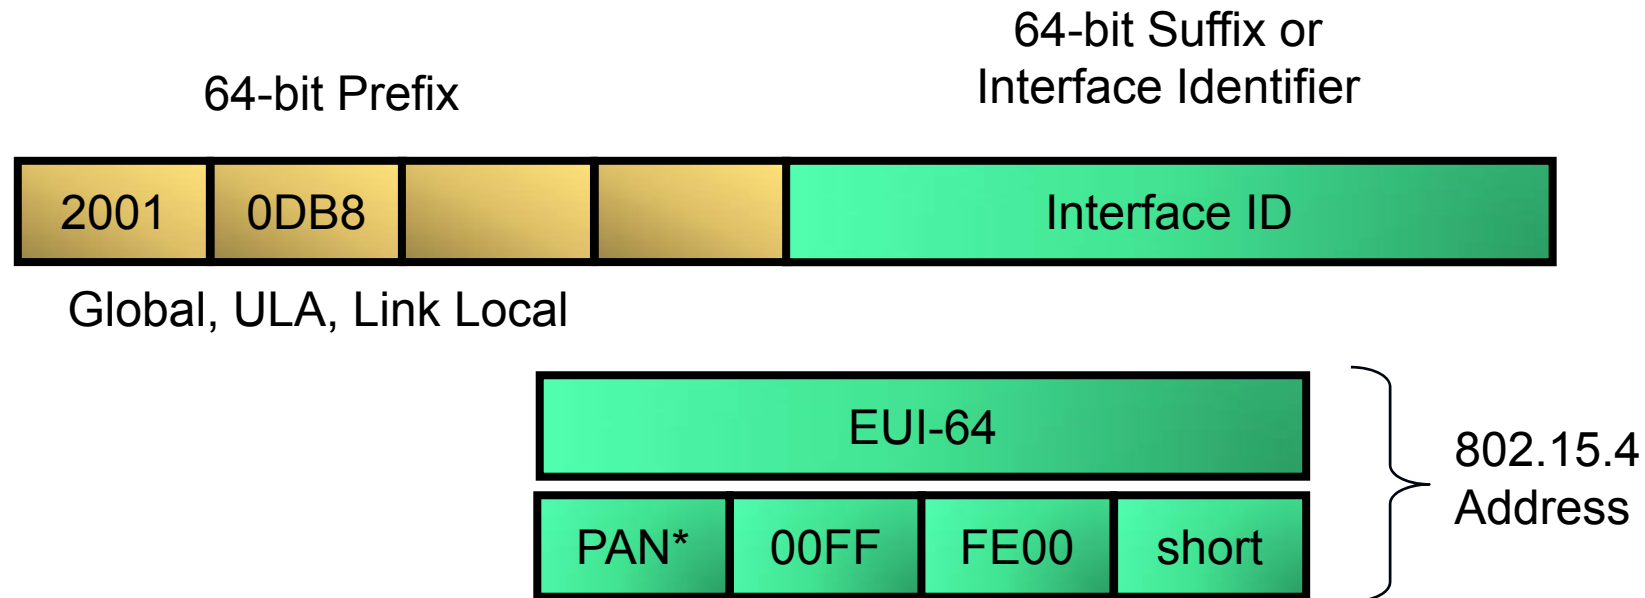 64-bit Prefix
64-bit Suffix or
Interface Identifier
2001 0DB8 Interface ID
Global, ULA, Link Local
EUI-64
PAN* 00FF FE00 short
802.15.4
Address